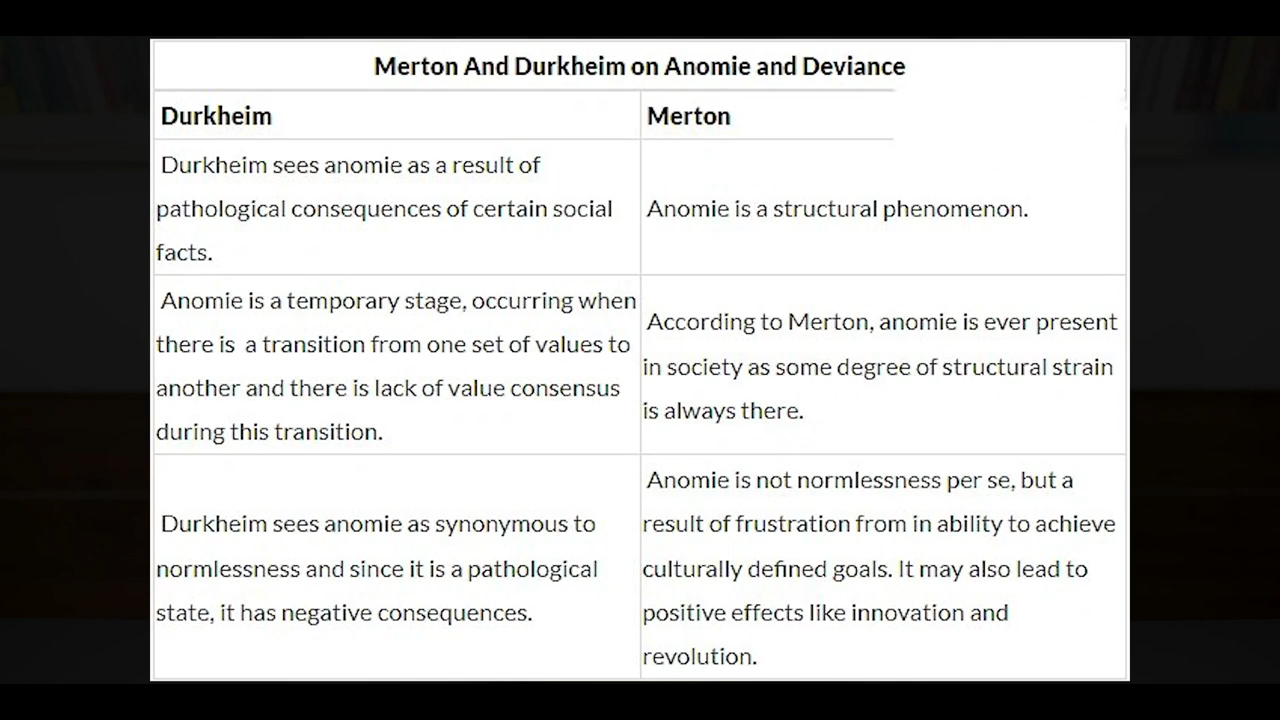 Merton And Durkheim on Anomie and Deviance
Durkheim
Merton
Durkheim sees anomie as a result of
pathological consequences of certain social
facts.
Anomie is a structural phenomenon.
Anomie is a temporary stage, occurring when
there is a transition from one set of values to
another and there is lack of value consensus
during this transition.
According to Merton, anomie is ever present
in society as some degree of structural strain
is always there.
Durkheim sees anomie as synonymous to
normlessness and since it is a pathological
state, it has negative consequences.
Anomie is not normlessness per se, but a
result of frustration from in ability to achieve
culturally defined goals. It may also lead to
positive effects like innovation and
revolution.